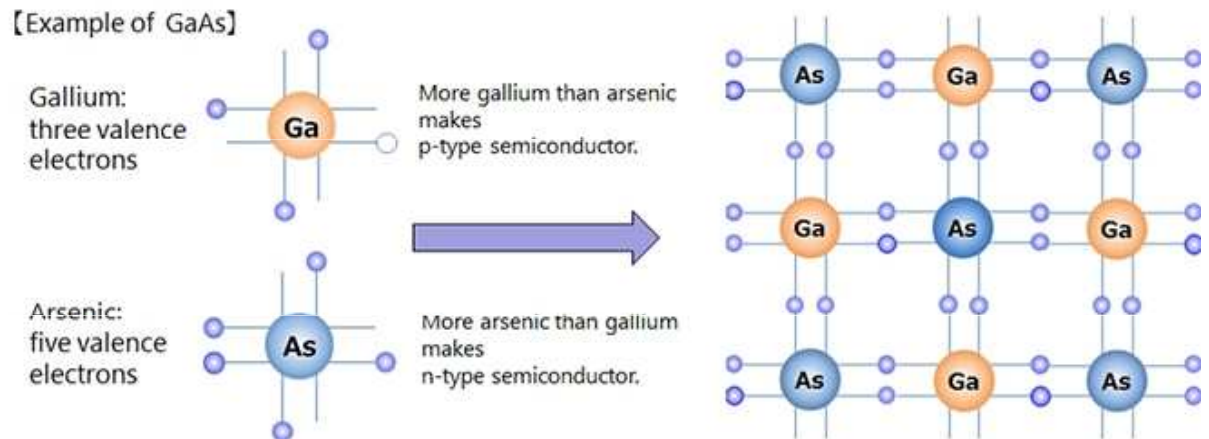 【Example of GaAs】
Gallium:
three valence
electrons
Ga
More gallium than arsenic
makes
p-type semiconductor.
Arsenic:
five valence
electrons
As
More arsenic than gallium
makes
n-type semiconductor.
As Ga As
Ga As Ga
As Ga As